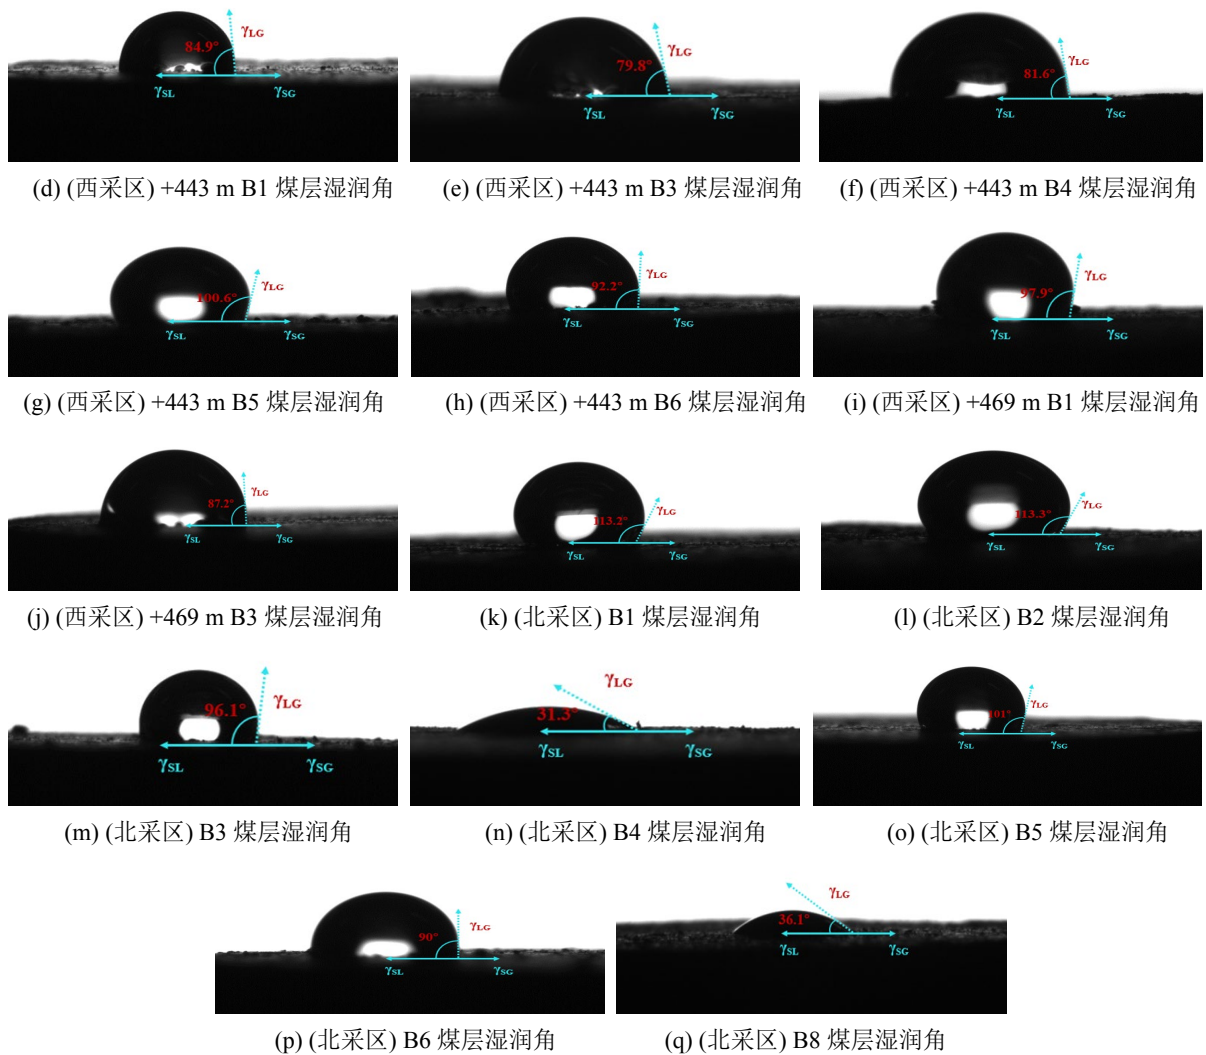 84.9° γLG
γSL γSG
79.8° γLG
γSL γSG
81.6° γLG
γSL γSG
(d) (西采区) +443 m B1 煤层湿润角
(e) (西采区) +443 m B3 煤层湿润角
(f) (西采区) +443 m B4 煤层湿润角
100.6° γLG
γSL γSG
92.2° γLG
γSL γSG
97.9° γLG
γSL γSG
(g) (西采区) +443 m B5 煤层湿润角
(h) (西采区) +443 m B6 煤层湿润角
(i) (西采区) +469 m B1 煤层湿润角
87.2° γLG
γSL γSG
113.2° γLG
γSL γSG
113.3° γLG
γSL γSG
(j) (西采区) +469 m B3 煤层湿润角
(k) (北采区) B1 煤层湿润角
(l) (北采区) B2 煤层湿润角
96.1° γLG
γSL γSG
31.3° γLG
γSL γSG
101° γLG
γSL γSG
(m) (北采区) B3 煤层湿润角
(n) (北采区) B4 煤层湿润角
(o) (北采区) B5 煤层湿润角
90° γLG
γSL γSG
36.1° γLG
γSL γSG
(p) (北采区) B6 煤层湿润角
(q) (北采区) B8 煤层湿润角